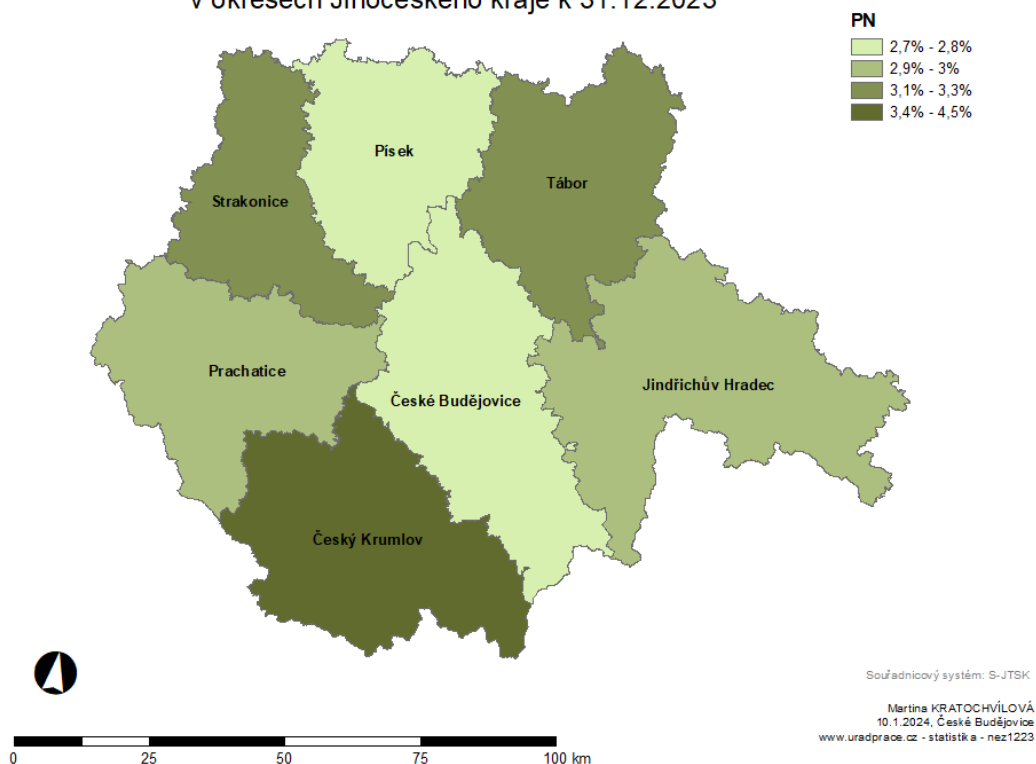 v okresech Jihočeského kraje k 31.12.2023
PN
2,7% - 2,8%
2,9% - 3%
3,1% - 3,3%
3,4% - 4,5%
Písek
Tábor
Strakonice
Prachatice
Jindřichův Hradec
České Budějovice
Český Krumlov
Souřadnicový systém: S-JTSK
Martina KRATOCHVÍLOVÁ
10.1.2024, České Budějovice
www.uradprace.cz - statistika - nez1223
0 25 50 75 100 km